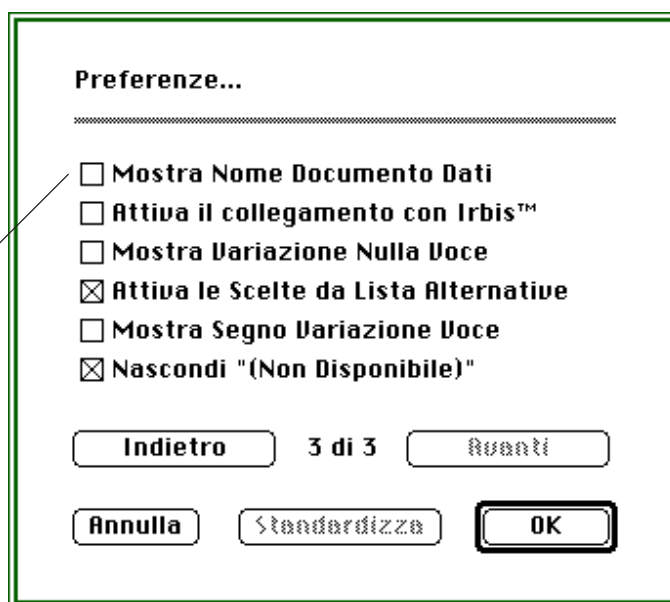 Preferenze...
Mostra Nome Documento Dati
Attiva il collegamento con Irbis™
Mostra Variazione Nulla Voce
Attiva le Scelte da Lista Alternative
Mostra Segno Variazione Voce
Nascondi "(Non Disponibile)"
Indietro 3 di 3 Avanti
Annulla Standardizza OK